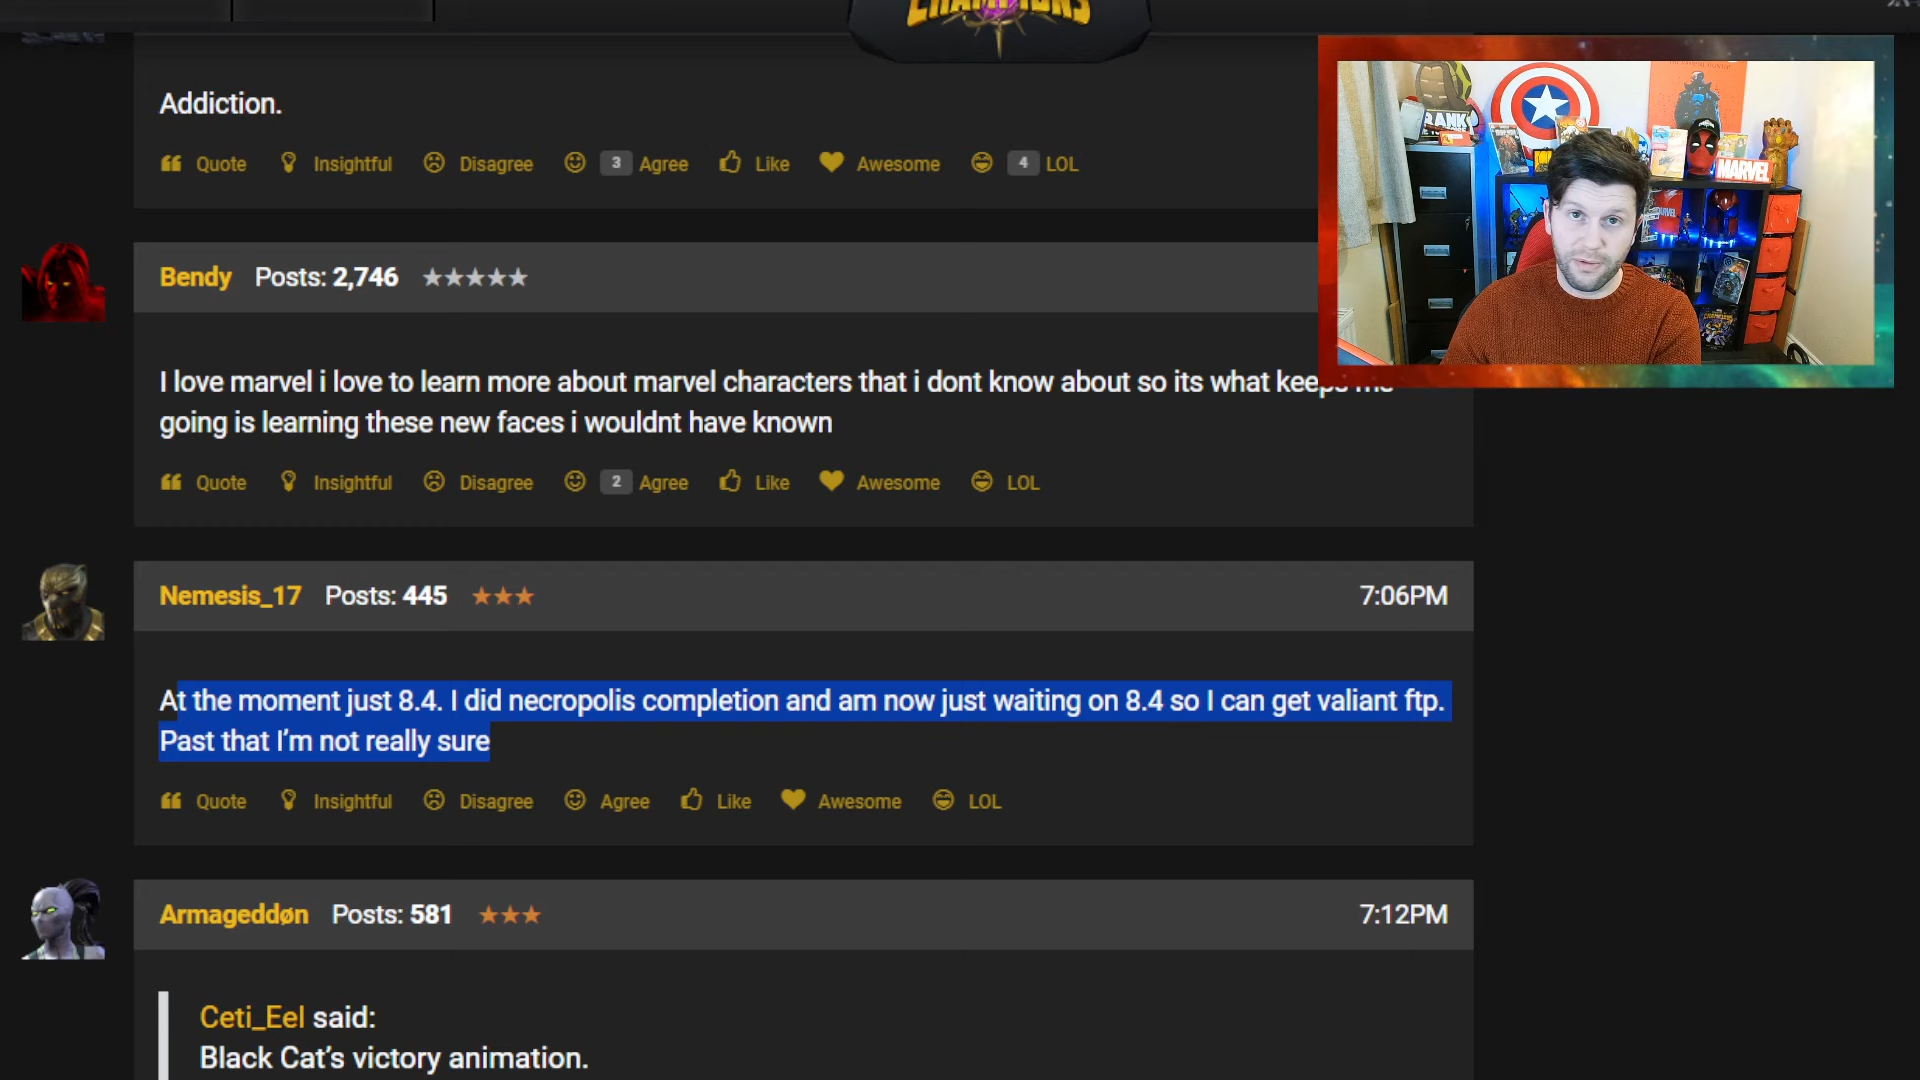 CHAMPIONS
Addiction.
Quote Insightful Disagree 3 Agree Like Awesome 4 LOL
Bendy Posts: 2,746 ★★★★★
I love marvel i love to learn more about marvel characters that i dont know about so its what keeps me
going is learning these new faces i wouldnt have known
Quote Insightful Disagree 2 Agree Like Awesome LOL
Nemesis_17 Posts: 445 ★★★ 7:06PM
At the moment just 8.4. I did necropolis completion and am now just waiting on 8.4 so I can get valiant ftp.
Past that I’m not really sure
Quote Insightful Disagree Agree Like Awesome LOL
Armageddøn Posts: 581 ★★★ 7:12PM
Ceti_Eel said:
Black Cat’s victory animation.
MARVEL